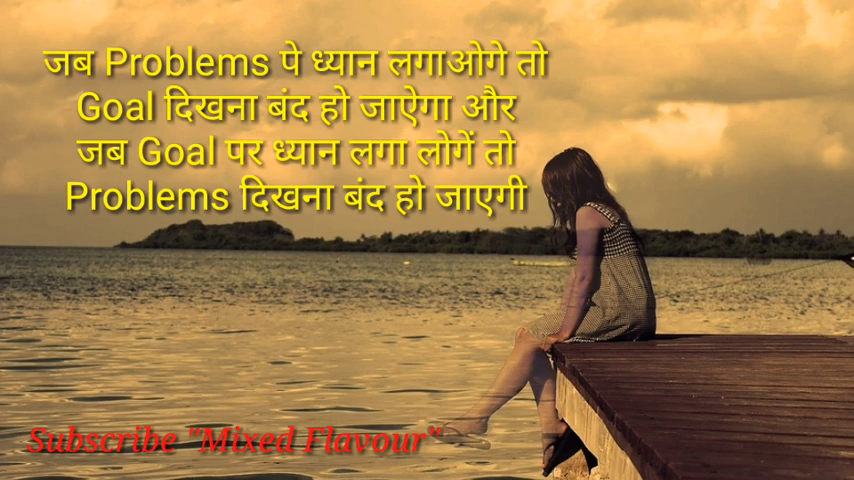 जब Problems पे ध्यान लगाओगे तो
Goal दिखना बंद हो जाऐगा और
जब Goal पर ध्यान लगा लोगें तो
Problems दिखना बंद हो जाएगी
Subscribe "Mixed Flavour"